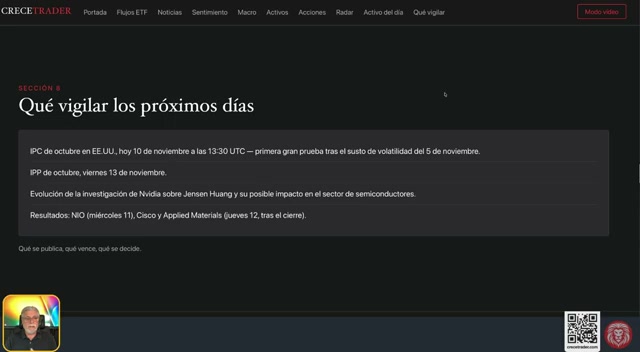 CRECETRADER
Portada Flujos ETF Noticias Sentimiento Macro Activos Acciones Radar Activo del día Qué vigilar
Modo vídeo
SECCIÓN 8
Qué vigilar los próximos días
IPC de octubre en EE.UU., hoy 10 de noviembre a las 13:30 UTC — primera gran prueba tras el susto de volatilidad del 5 de noviembre.
IPP de octubre, viernes 13 de noviembre.
Evolución de la investigación de Nvidia sobre Jensen Huang y su posible impacto en el sector de semiconductores.
Resultados: NIO (miércoles 11), Cisco y Applied Materials (jueves 12, tras el cierre).
Qué se publica, qué vence, qué se decide.
crecetrader.com